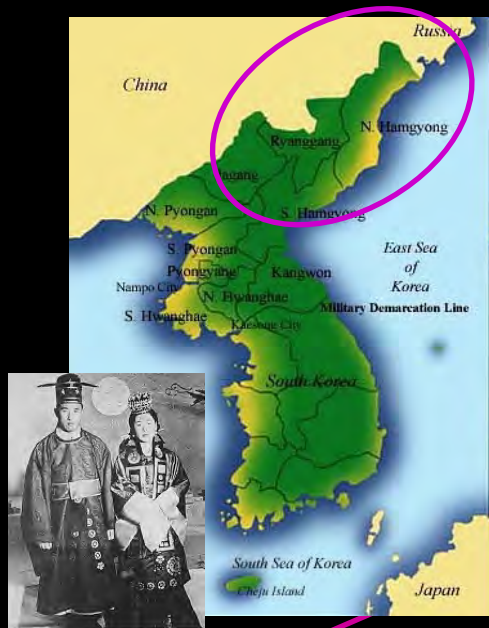 Russia
China
N. Hamgyong
Ryanggang
Jagang
S. Hamgyong
N. Pyongan
S. Pyongan
East Sea
of
Korea
Pyongyang
Kangwon
Nampo City
N. Hwanghae
Military Demarcation Line
S. Hwanghae
Kaesong City
South Korea
South Sea of Korea
Cheju Island
Japan